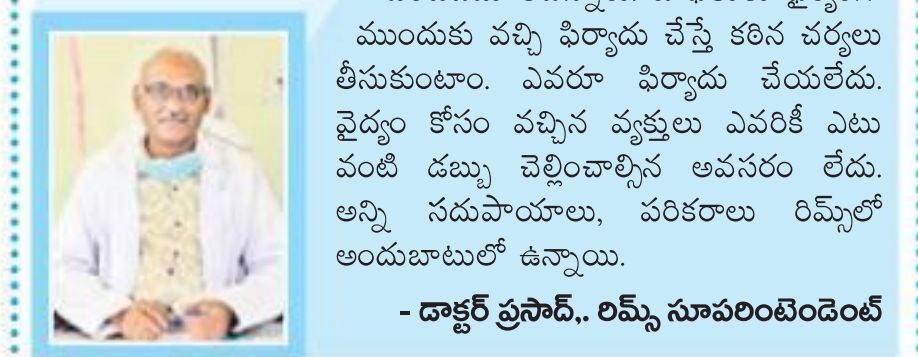 ముందుకు వచ్చి ఫిర్యాదు చేస్తే కఠిన చర్యలు
తీసుకుంటాం. ఎవరూ ఫిర్యాదు చేయలేదు.
వైద్యం కోసం వచ్చిన వ్యక్తులు ఎవరికీ ఎటు
వంటి డబ్బు చెల్లించాల్సిన అవసరం లేదు.
అన్ని సదుపాయాలు, పరికరాలు రిమ్స్‌లో
అందుబాటులో ఉన్నాయి.
- డాక్టర్ ప్రసాద్,. రిమ్స్ సూపరింటెండెంట్